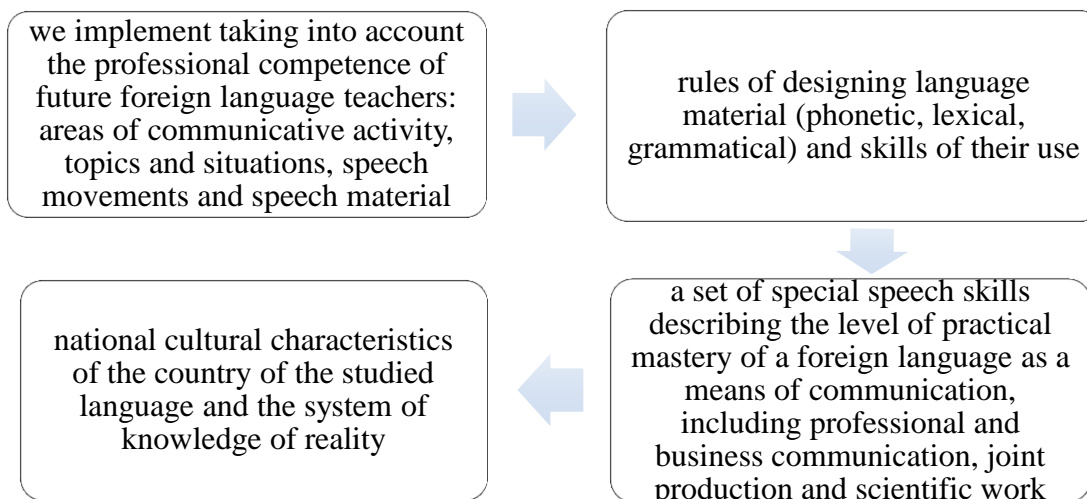 we implement taking into account
the professional competence of
future foreign language teachers:
areas of communicative activity,
topics and situations, speech
movements and speech material
rules of designing language
material (phonetic, lexical,
grammatical) and skills of their use
a set of special speech skills
describing the level of practical
mastery of a foreign language as a
means of communication,
including professional and
business communication, joint
production and scientific work
national cultural characteristics
of the country of the studied
language and the system of
knowledge of reality